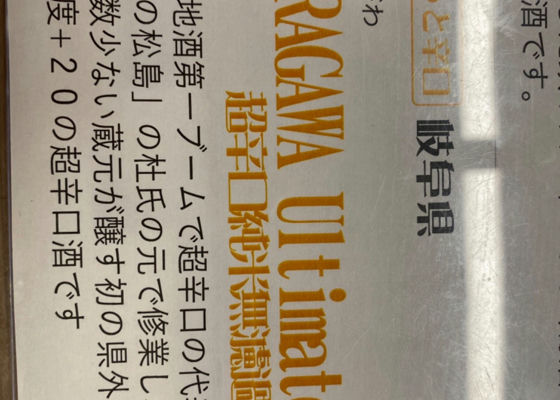 酒です。
と辛口
岐阜県
わ
RAGAWA Ultimate
超辛口純米無濾過
地酒第一ブームで超辛口の代
の松島」の杜氏の元で修業し
数少ない蔵元が醸す初の県外
度+20の超辛口酒です